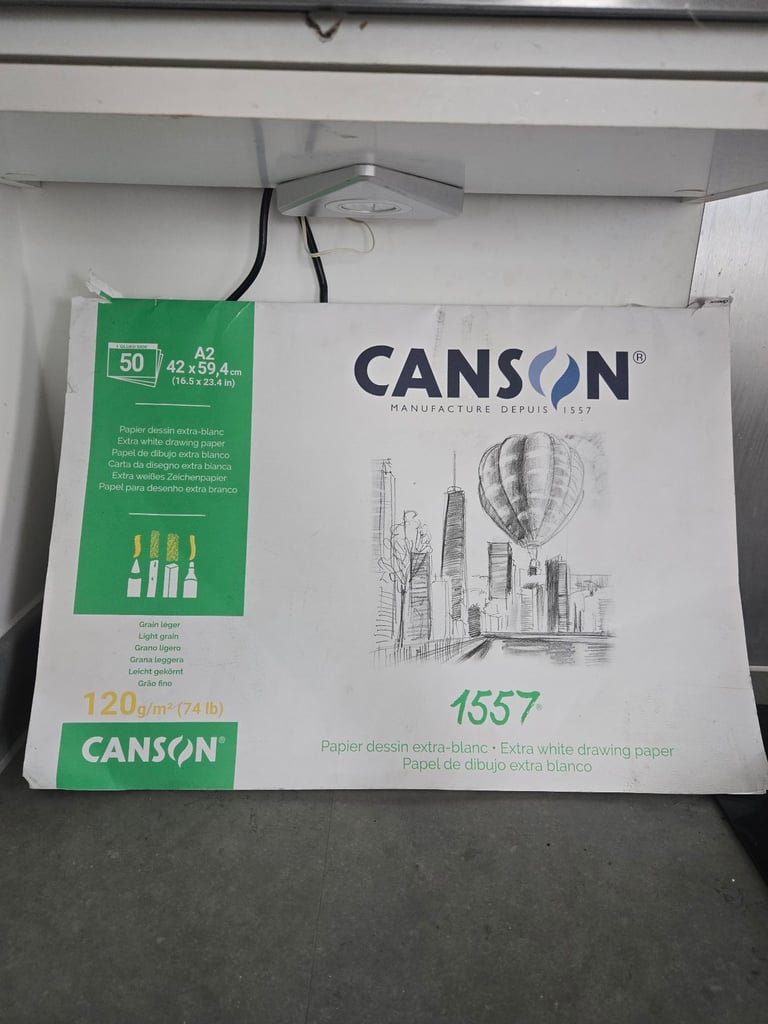 1 GLUED SIDE
50
A2
42 x 59,4 cm
(16.5 x 23.4 in)
Papier dessin extra-blanc
Extra white drawing paper
Papel de dibujo extra blanco
Carta da disegno extra bianca
Extra weißes Zeichenpapier
Papel para desenho extra branco
Grain léger
Light grain
Grano ligero
Grana leggera
Leicht gekörnt
Grão fino
120g/m² (74 lb)
CANSON®
CANSON®
MANUFACTURE DEPUIS 1557
1557®
Papier dessin extra-blanc • Extra white drawing paper
Papel de dibujo extra blanco